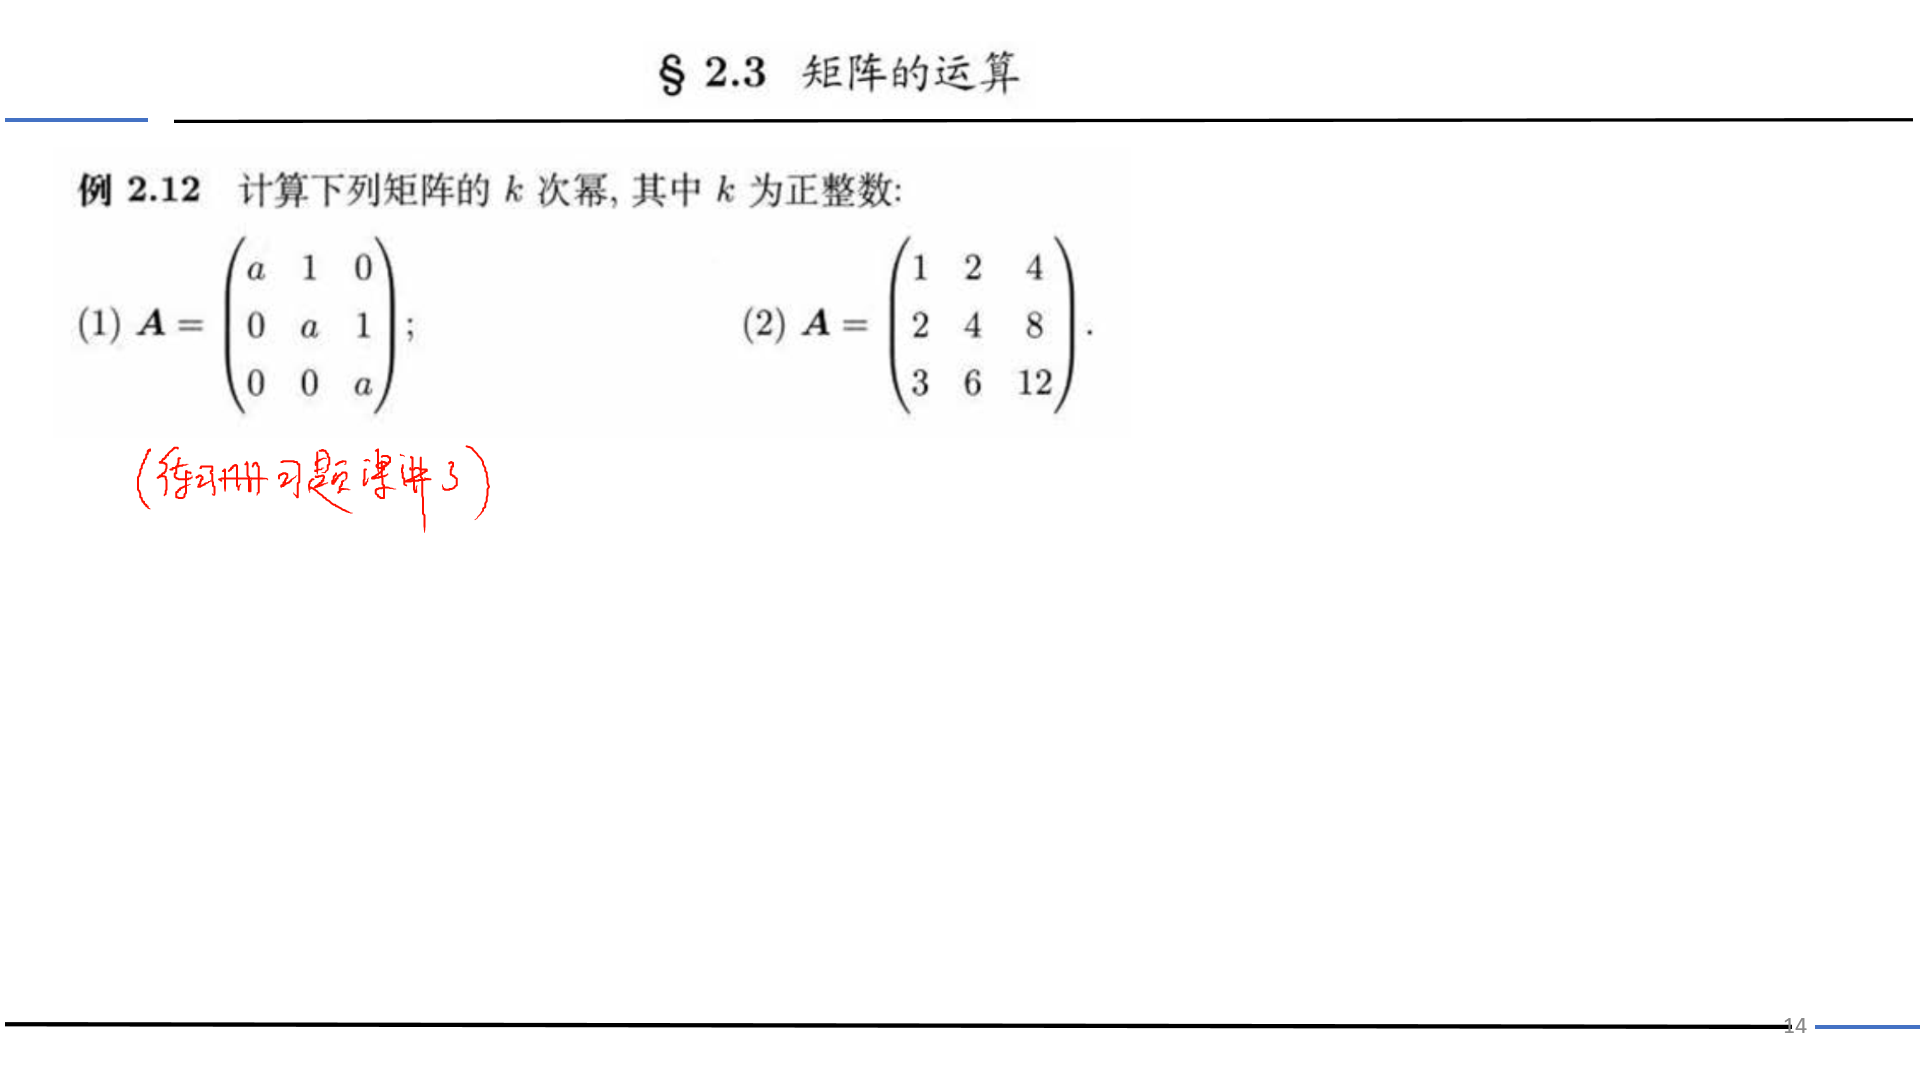 § 2.3 矩阵的运算
例 2.12 计算下列矩阵的 k 次幂, 其中 k 为正整数:
(1) A = \begin{pmatrix} a & 1 & 0 \\ 0 & a & 1 \\ 0 & 0 & a \end{pmatrix}; (2) A = \begin{pmatrix} 1 & 2 & 4 \\ 2 & 4 & 8 \\ 3 & 6 & 12 \end{pmatrix}.
(练习册习题课讲了)
14